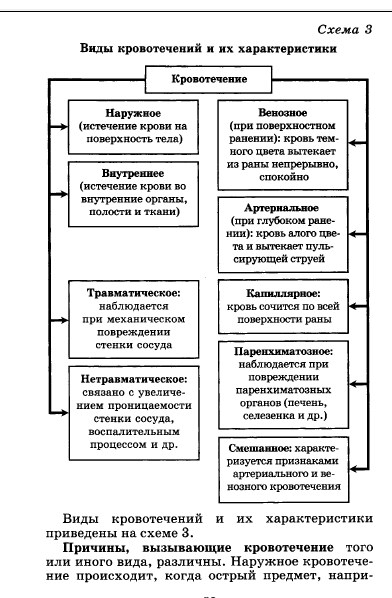 Схема 3
Виды кровотечений и их характеристики
Кровотечение
Наружное
(истечение крови на
поверхность тела)
Внутреннее
(истечение крови во
внутренние органы,
полости и ткани)
Травматическое:
наблюдается
при механическом
повреждении
стенки сосуда
Нетравматическое:
связано с увеличе-
нием проницаемости
стенки сосуда,
воспалительным
процессом и др.
Венозное
(при поверхностном
ранении): кровь тем-
ного цвета вытекает
из раны непрерывно,
спокойно
Артериальное
(при глубоком ране-
нии): кровь алого цве-
та и вытекает пуль-
сирующей струей
Капиллярное:
кровь сочится по всей
поверхности раны
Паренхиматозное:
наблюдается при
повреждении
паренхиматозных
органов (печень,
селезенка и др.)
Смешанное: характе-
ризуется признаками
артериального и ве-
нозного кровотечения
Виды кровотечений и их характеристики
приведены на схеме 3.
Причины, вызывающие кровотечение того
или иного вида, различны. Наружное кровотече-
ние происходит, когда острый предмет, напри-